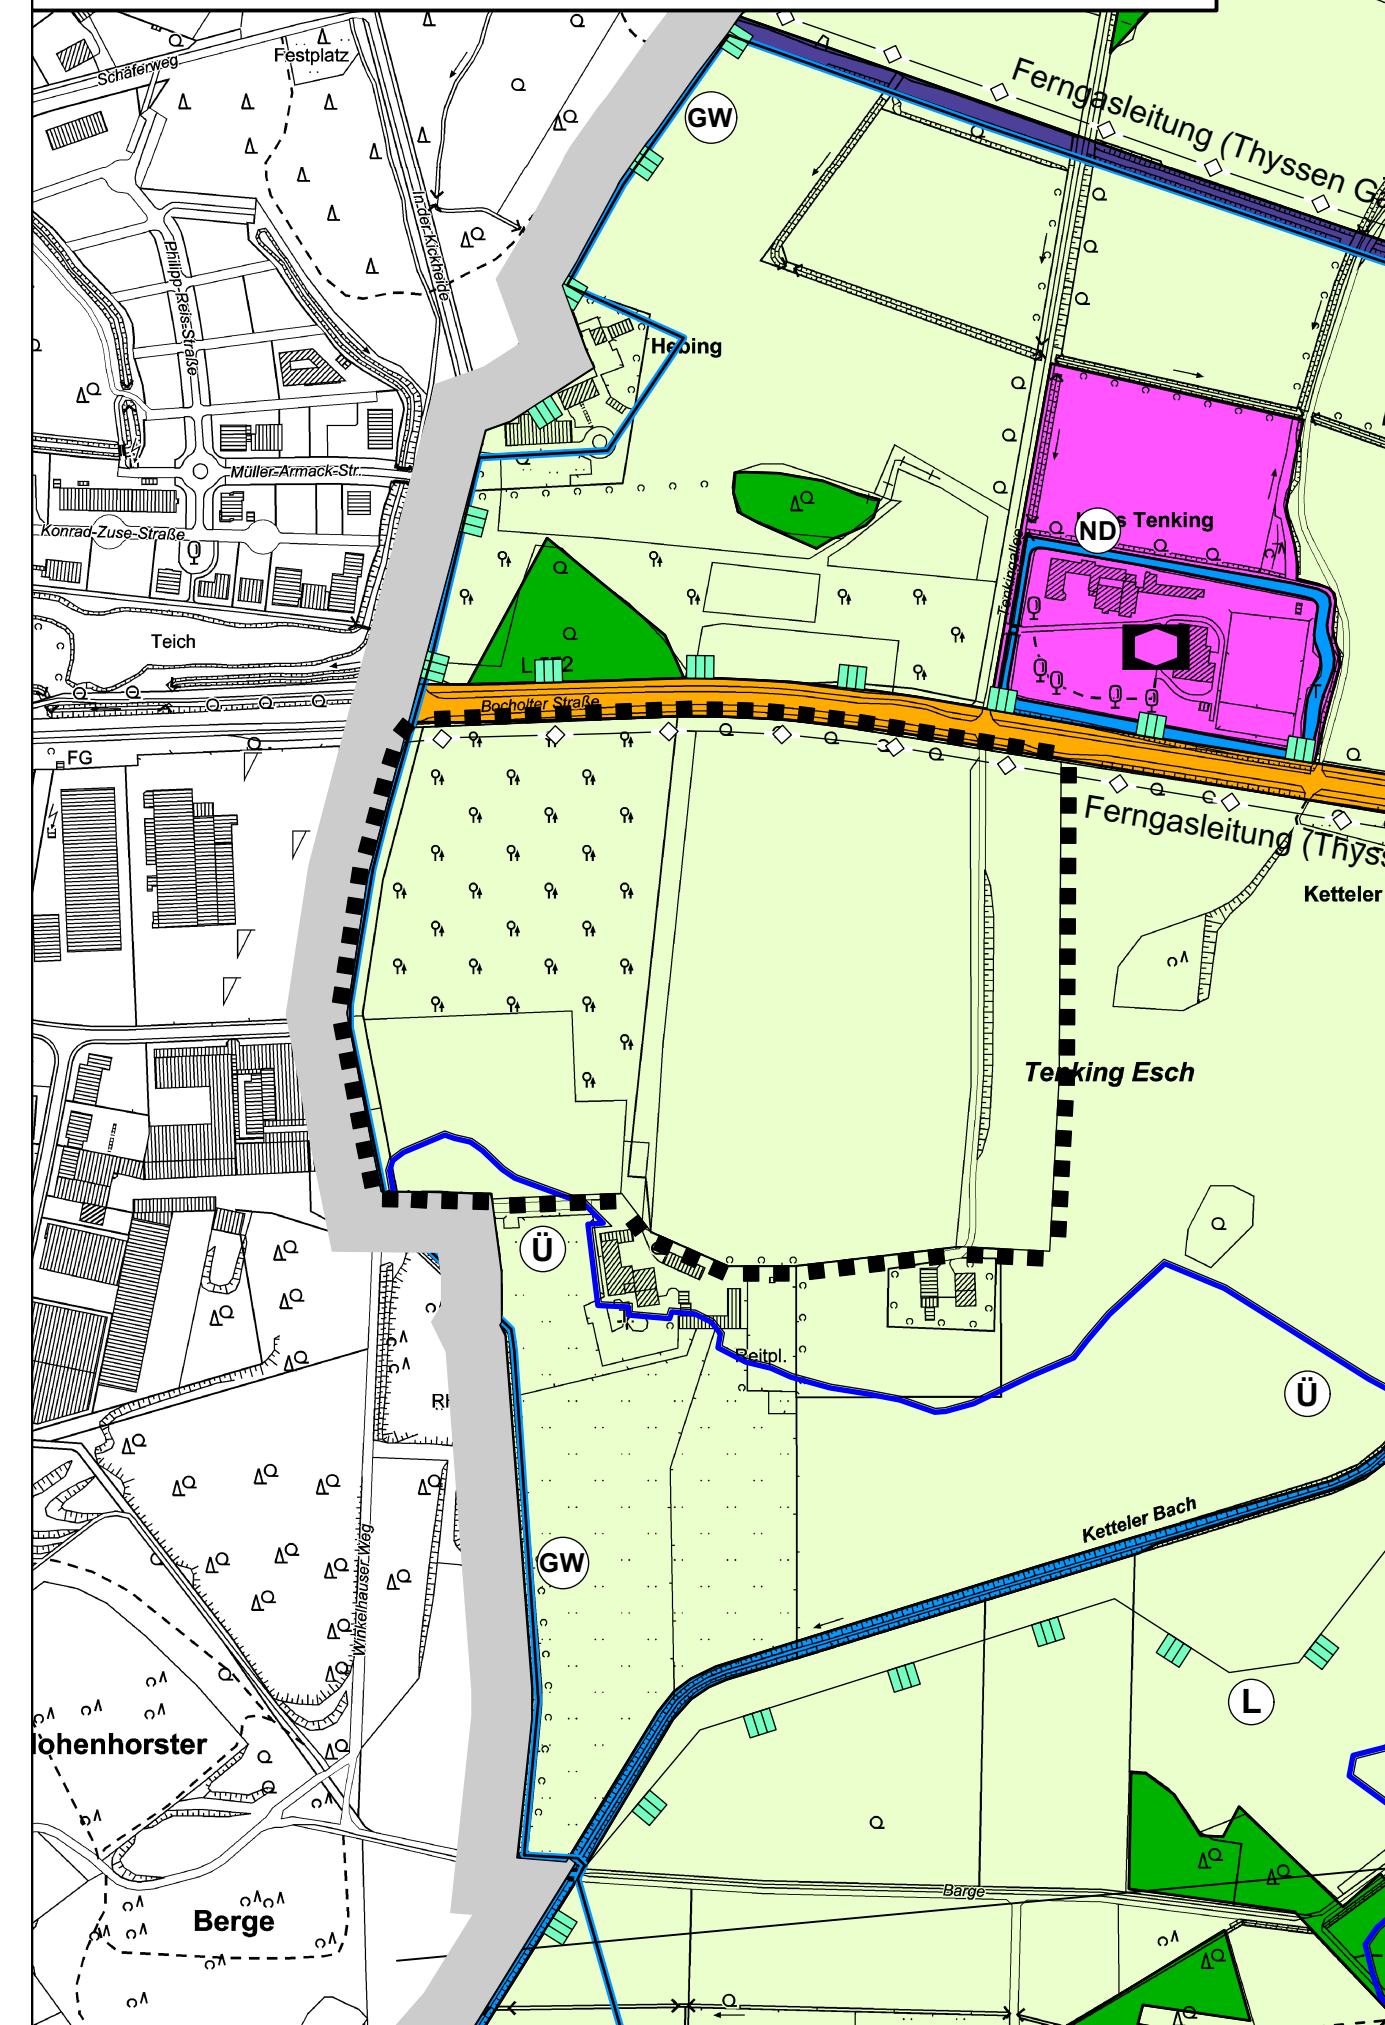 Festplatz
Schäferweg
Ferngasleitung (Thyssen Ga
GW
In der Kickheide
Philipp-Reis-Straße
Hebing
Müller-Armack-Str.
Konrad-Zuse-Straße
ND
Tenking
Tenkingallee
Teich
Bocholter Straße
FG
Ferngasleitung (Thyss
Ketteler
Tenking Esch
Ü
Reitpl.
Ü
Ketteler Bach
GW
Winkelhauser Weg
L
Hohenhorster
Barge
Berge